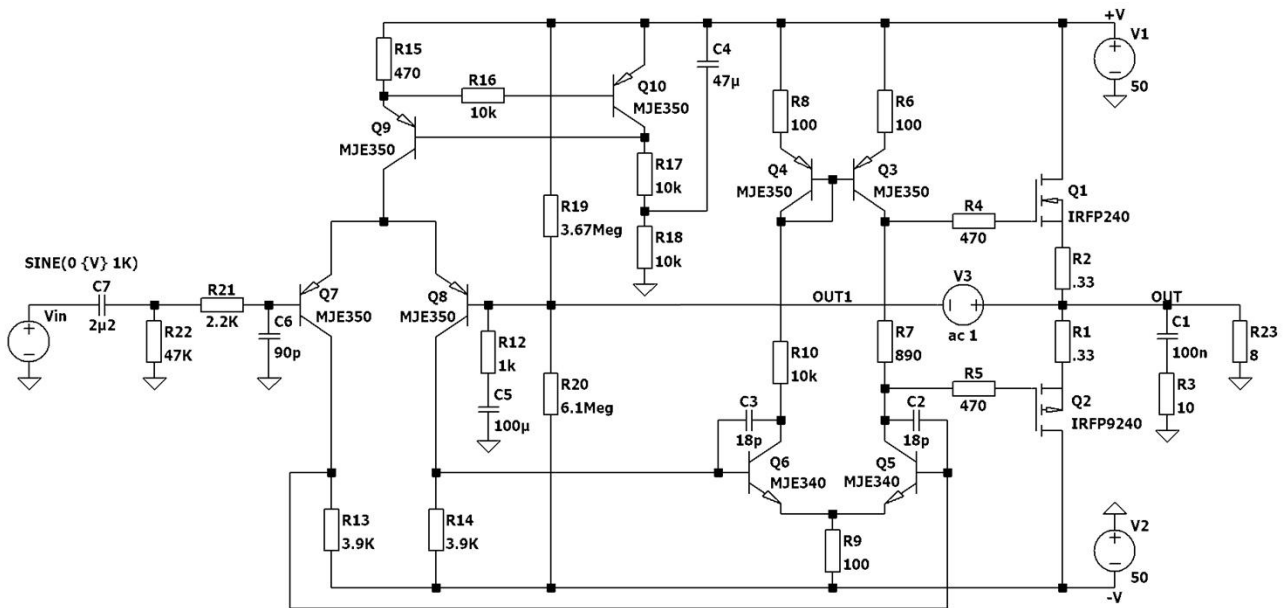 +V
R15
470
R16
10k
Q10
MJE350
C4
47µ
V1
50
R8
100
R6
100
Q9
MJE350
R17
10k
Q4
MJE350
Q3
MJE350
R19
3.67Meg
R4
470
Q1
IRFP240
R18
10k
R2
.33
SINE(0 {V} 1K)
C7
2µ2
Vin
R21
2.2K
Q7
MJE350
Q8
MJE350
OUT1
V3
ac 1
OUT
R22
47K
C6
90p
R12
1k
R10
10k
R7
890
R1
.33
C1
100n
R23
8
C5
100µ
R20
6.1Meg
R5
470
R3
10
C3
18p
C2
18p
Q2
IRFP9240
Q6
MJE340
Q5
MJE340
R13
3.9K
R14
3.9K
R9
100
V2
50
-V